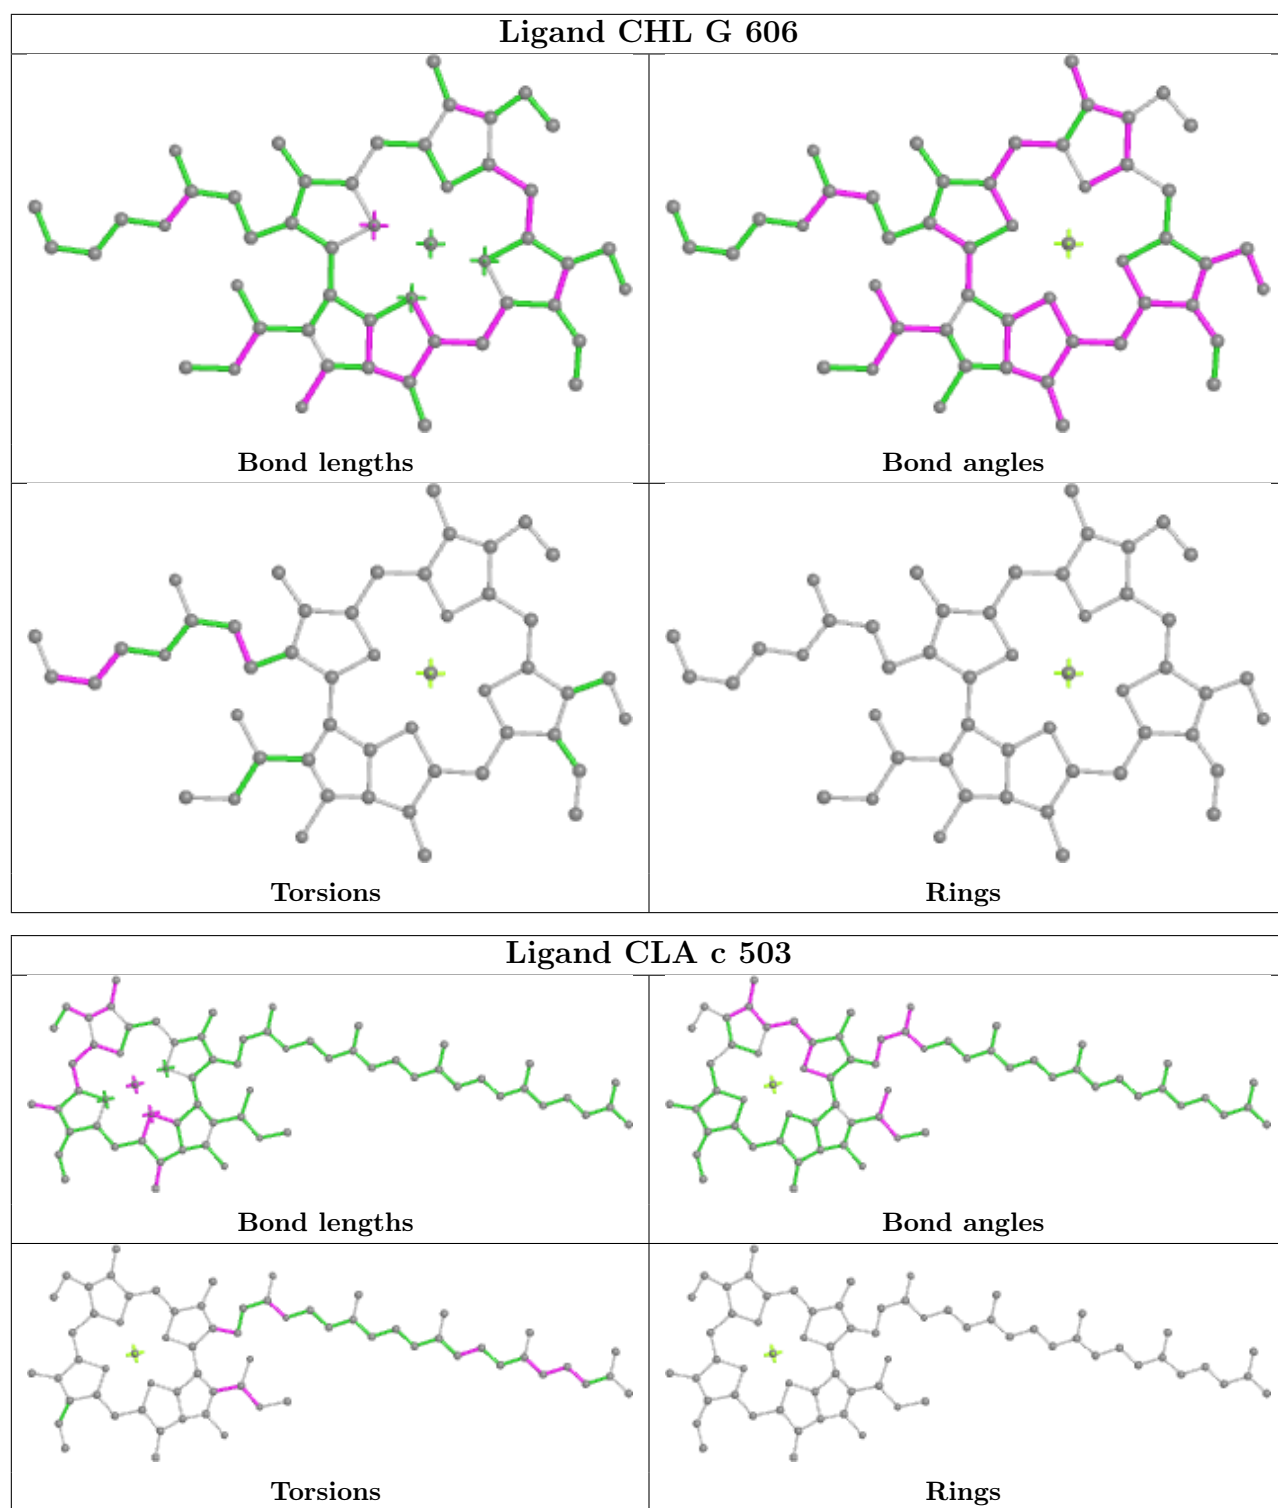 Ligand CHL G 606
Bond lengths
Bond angles
Torsions
Rings
Ligand CLA c 503
Bond lengths
Bond angles
Torsions
Rings